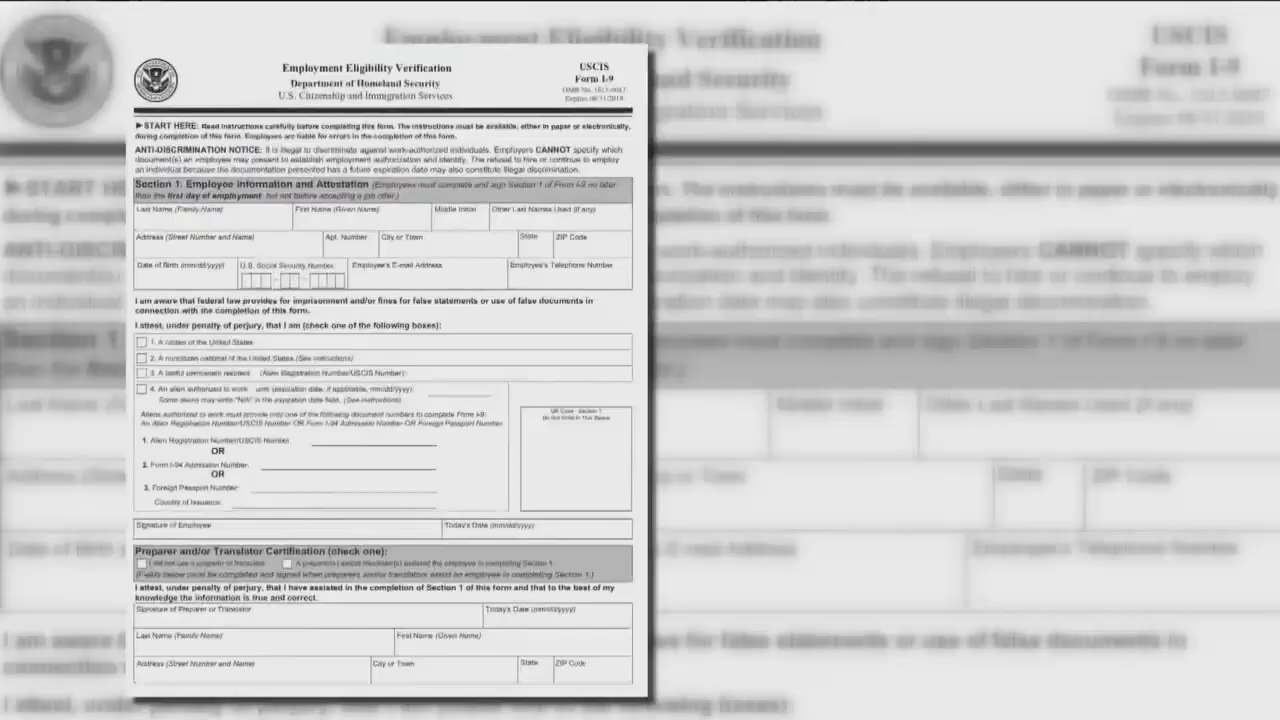 Employment Eligibility Verification
Department of Homeland Security
U.S. Citizenship and Immigration Services
USCIS
Form I-9
OMB No. 1615-0047
Expires 08/31/2019
►START HERE: Read instructions carefully before completing this form. The instructions must be available, either in paper or electronically,
during completion of this form. Employers are liable for errors in the completion of this form.
ANTI-DISCRIMINATION NOTICE: It is illegal to discriminate against work-authorized individuals. Employers CANNOT specify which
document(s) an employee may present to establish employment authorization and identity. The refusal to hire or continue to employ
an individual because the documentation presented has a future expiration date may also constitute illegal discrimination.
Section 1. Employee Information and Attestation (Employees must complete and sign Section 1 of Form I-9 no later
than the first day of employment, but not before accepting a job offer.)
Last Name (Family Name) First Name (Given Name) Middle Initial Other Last Names Used (if any)
Address (Street Number and Name) Apt. Number City or Town State ZIP Code
Date of Birth (mm/dd/yyyy) U.S. Social Security Number Employee's E-mail Address Employee's Telephone Number
I am aware that federal law provides for imprisonment and/or fines for false statements or use of false documents in
connection with the completion of this form.
I attest, under penalty of perjury, that I am (check one of the following boxes):
1. A citizen of the United States
2. A noncitizen national of the United States (See instructions)
3. A lawful permanent resident (Alien Registration Number/USCIS Number):
4. An alien authorized to work until (expiration date, if applicable, mm/dd/yyyy):
Some aliens may write "N/A" in the expiration date field. (See instructions)
Aliens authorized to work must provide only one of the following document numbers to complete Form I-9:
An Alien Registration Number/USCIS Number OR Form I-94 Admission Number OR Foreign Passport Number.
QR Code - Section 1
Do Not Write In This Space
1. Alien Registration Number/USCIS Number:
OR
2. Form I-94 Admission Number:
OR
3. Foreign Passport Number:
Country of Issuance:
Signature of Employee Today's Date (mm/dd/yyyy)
Preparer and/or Translator Certification (check one):
I did not use a preparer or translator. A preparer(s) and/or translator(s) assisted the employee in completing Section 1.
(Fields below must be completed and signed when preparers and/or translators assist an employee in completing Section 1.)
I attest, under penalty of perjury, that I have assisted in the completion of Section 1 of this form and that to the best of my
knowledge the information is true and correct.
Signature of Preparer or Translator Today's Date (mm/dd/yyyy)
Last Name (Family Name) First Name (Given Name)
Address (Street Number and Name) City or Town State ZIP Code